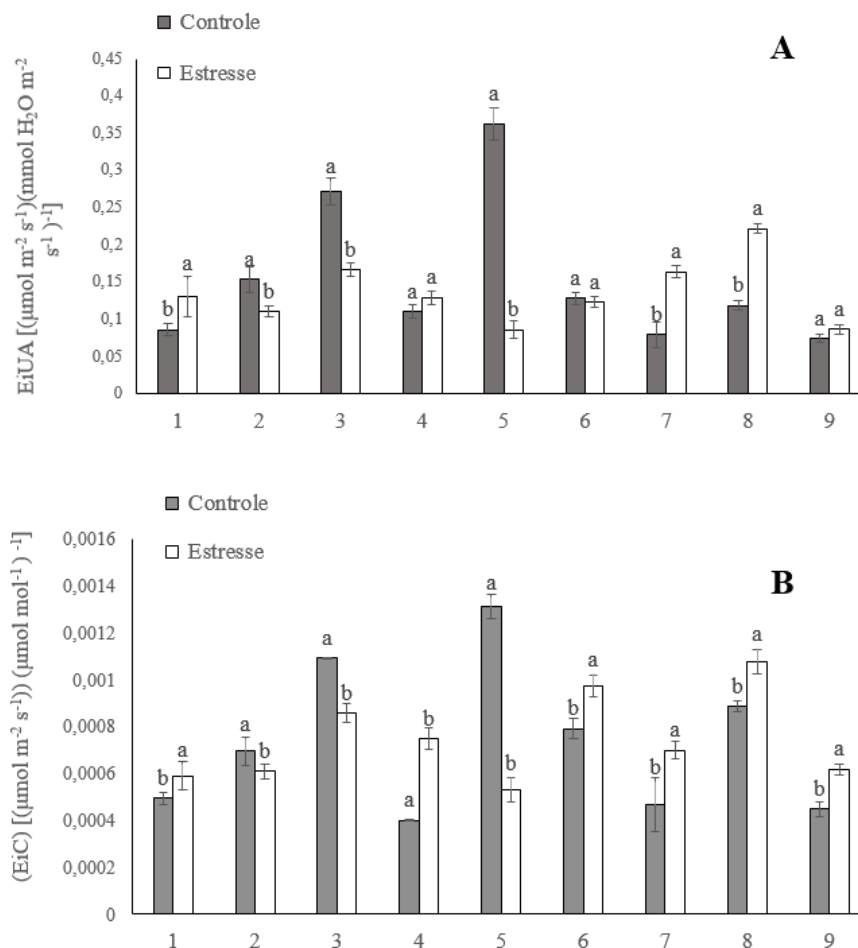 Controle
A
Estresse
0,45
0,4
0,35
0,3
0,25
0,2
0,15
0,1
0,05
0
EiUA [(μmol m⁻² s⁻¹)(mmol H₂O m⁻²
s⁻¹ )⁻¹]
b a a b a b a a a b a a b a b a a a
1 2 3 4 5 6 7 8 9
Controle
Estresse
B
0,0016
0,0014
0,0012
0,001
0,0008
0,0006
0,0004
0,0002
0
(EiC) [(μmol m⁻² s⁻¹)) (μmol mol⁻¹ ) ⁻¹]
b a a b a b a b a b b a b a b a b a
1 2 3 4 5 6 7 8 9